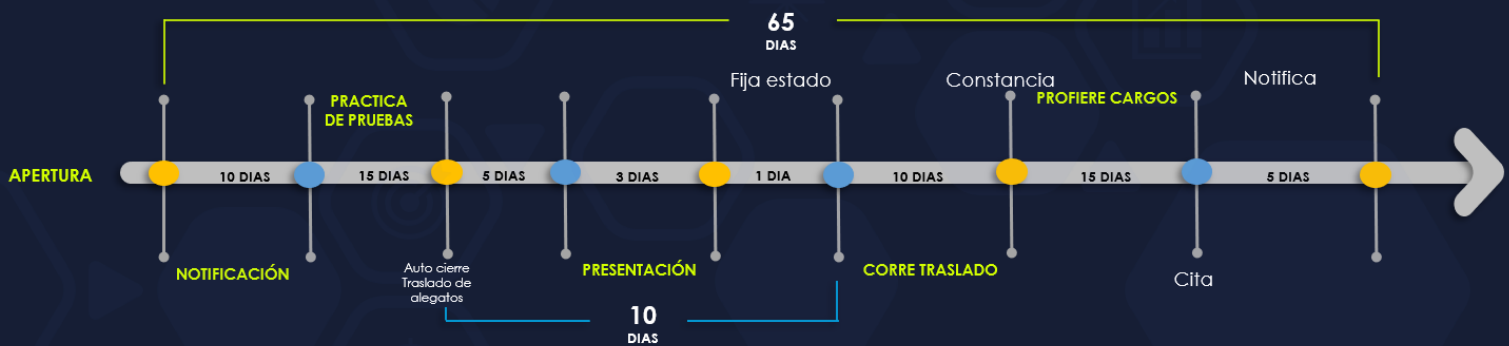 65
DIAS
Fija estado
Constancia
Notifica
PRACTICA
DE PRUEBAS
PROFIERE CARGOS
APERTURA
10 DIAS
15 DIAS
5 DIAS
3 DIAS
1 DIA
10 DIAS
15 DIAS
5 DIAS
NOTIFICACIÓN
Auto cierre
Traslado de
alegatos
PRESENTACIÓN
CORRE TRASLADO
Cita
10
DIAS